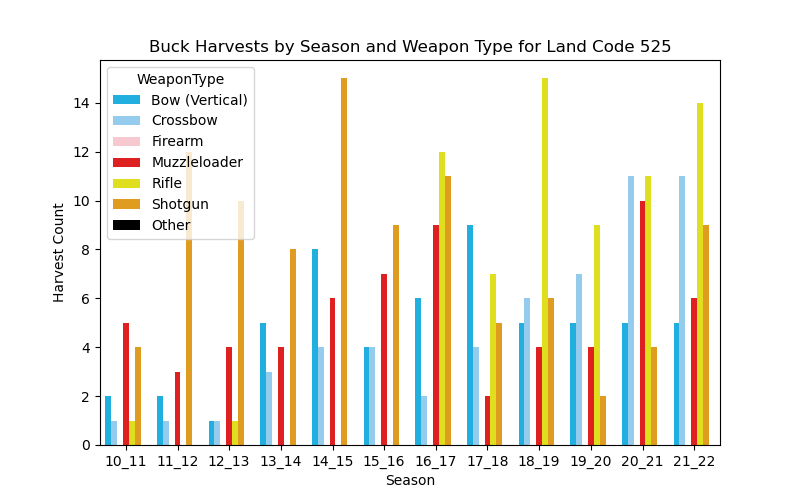 Buck Harvests by Season and Weapon Type for Land Code 525
WeaponType
Bow (Vertical)
Crossbow
Firearm
Muzzleloader
Rifle
Shotgun
Other
Harvest Count
14
12
10
8
6
4
2
0
10_11 11_12 12_13 13_14 14_15 15_16 16_17 17_18 18_19 19_20 20_21 21_22
Season